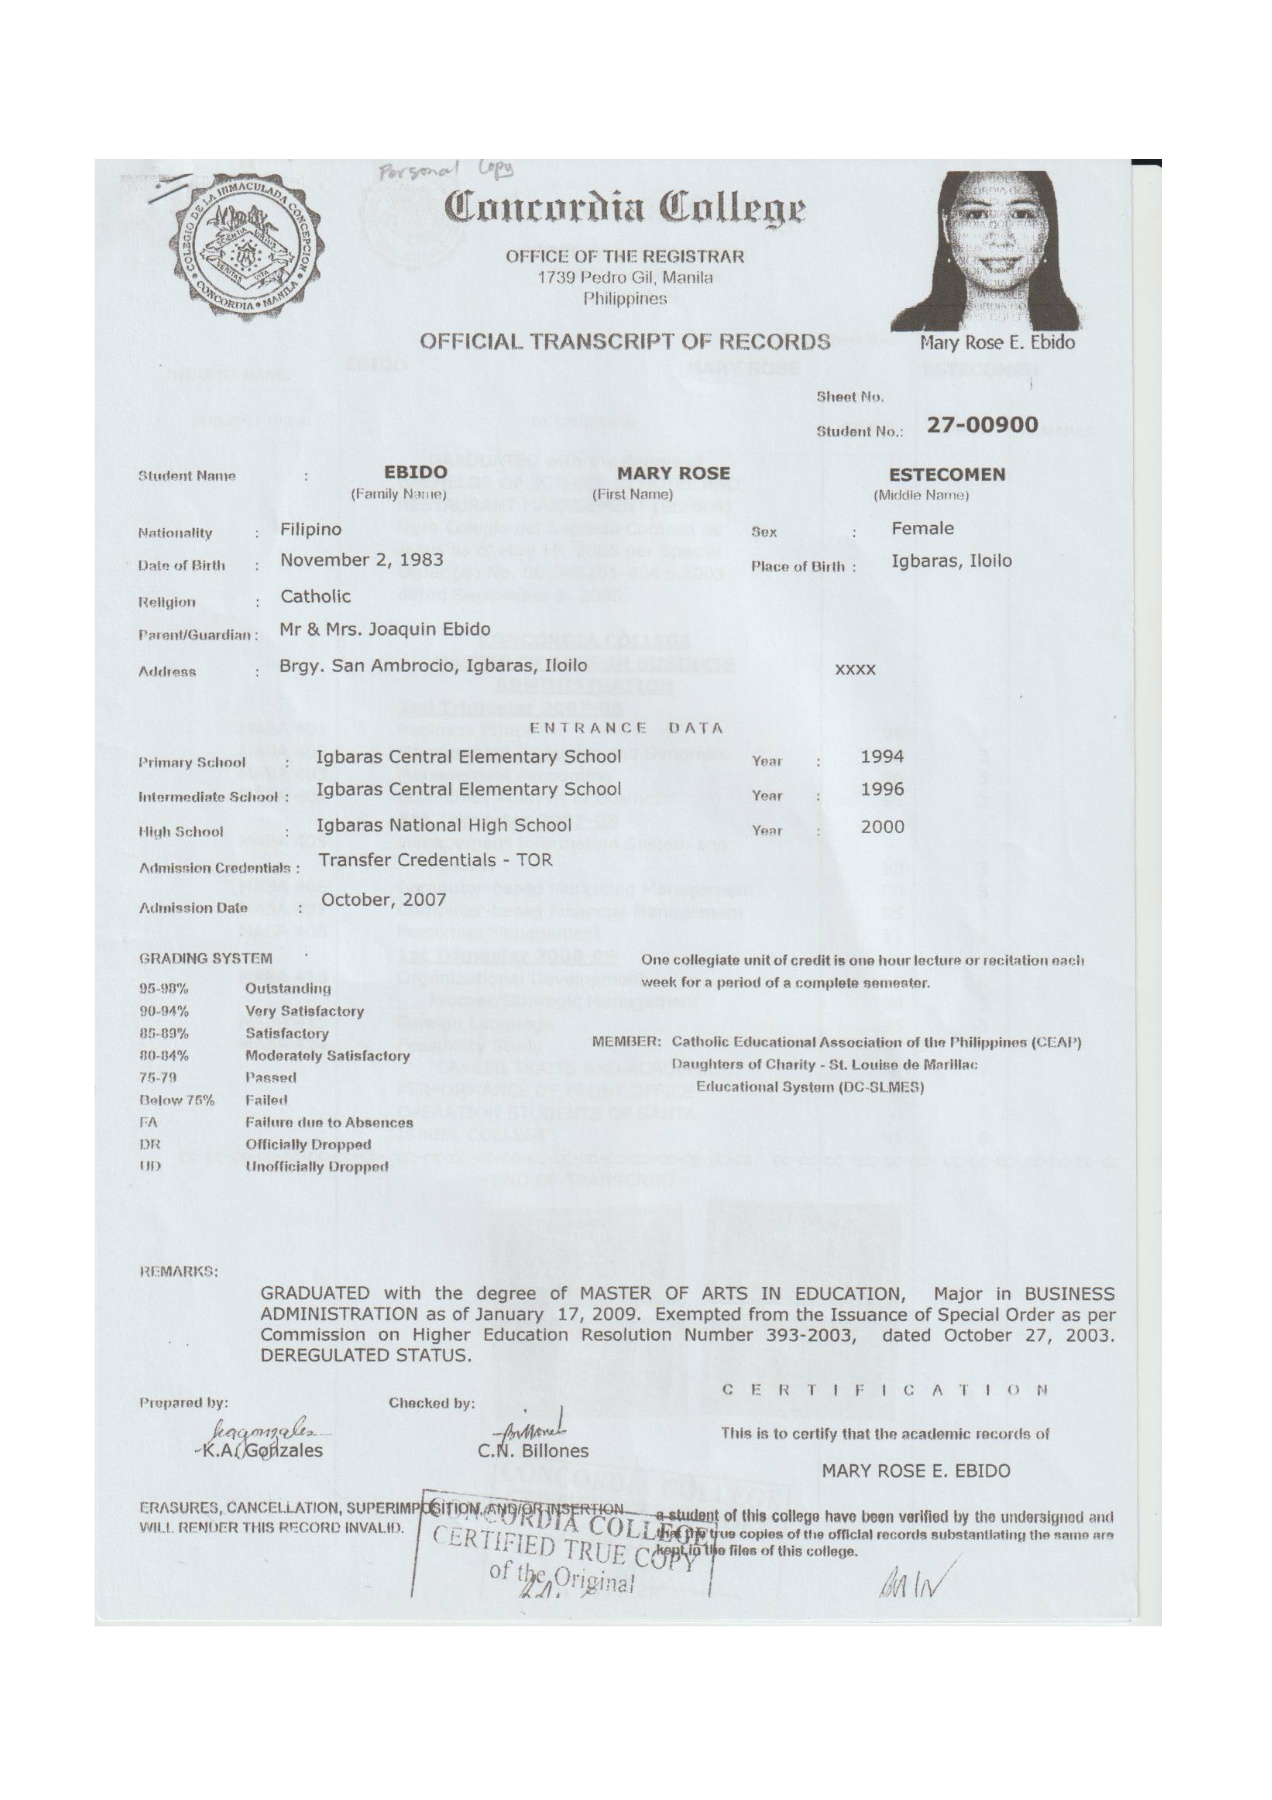 Personal Copy
COLEGIO DE LA INMACULADA CONCEPCION
CONCORDIA • MANILA
Concordia College
OFFICE OF THE REGISTRAR
1739 Pedro Gil, Manila
Philippines
OFFICIAL TRANSCRIPT OF RECORDS
Mary Rose E. Ebido
Sheet No.
Student No.: 27-00900
Student Name : EBIDO MARY ROSE ESTECOMEN
(Family Name) (First Name) (Middle Name)
Nationality : Filipino Sex : Female
Date of Birth : November 2, 1983 Place of Birth : Igbaras, Iloilo
Religion : Catholic
Parent/Guardian : Mr & Mrs. Joaquin Ebido
Address : Brgy. San Ambrocio, Igbaras, Iloilo xxxx
ENTRANCE DATA
Primary School : Igbaras Central Elementary School Year : 1994
Intermediate School : Igbaras Central Elementary School Year : 1996
High School : Igbaras National High School Year : 2000
Admission Credentials : Transfer Credentials - TOR
Admission Date : October, 2007
GRADING SYSTEM
95-98% Outstanding
90-94% Very Satisfactory
85-89% Satisfactory
80-84% Moderately Satisfactory
75-79 Passed
Below 75% Failed
FA Failure due to Absences
DR Officially Dropped
UD Unofficially Dropped
One collegiate unit of credit is one hour lecture or recitation each
week for a period of a complete semester.
MEMBER: Catholic Educational Association of the Philippines (CEAP)
Daughters of Charity - St. Louise de Marillac
Educational System (DC-SLMES)
REMARKS:
GRADUATED with the degree of MASTER OF ARTS IN EDUCATION, Major in BUSINESS
ADMINISTRATION as of January 17, 2009. Exempted from the Issuance of Special Order as per
Commission on Higher Education Resolution Number 393-2003, dated October 27, 2003.
DEREGULATED STATUS.
Prepared by:
K.A. Gonzales
Checked by:
C.N. Billones
CERTIFICATION
This is to certify that the academic records of
MARY ROSE E. EBIDO
a student of this college have been verified by the undersigned and
that the true copies of the official records substantiating the same are
kept in the files of this college.
ERASURES, CANCELLATION, SUPERIMPOSITION, AND/OR INSERTION
WILL RENDER THIS RECORD INVALID.
CONCORDIA COLLEGE
CERTIFIED TRUE COPY
of the Original